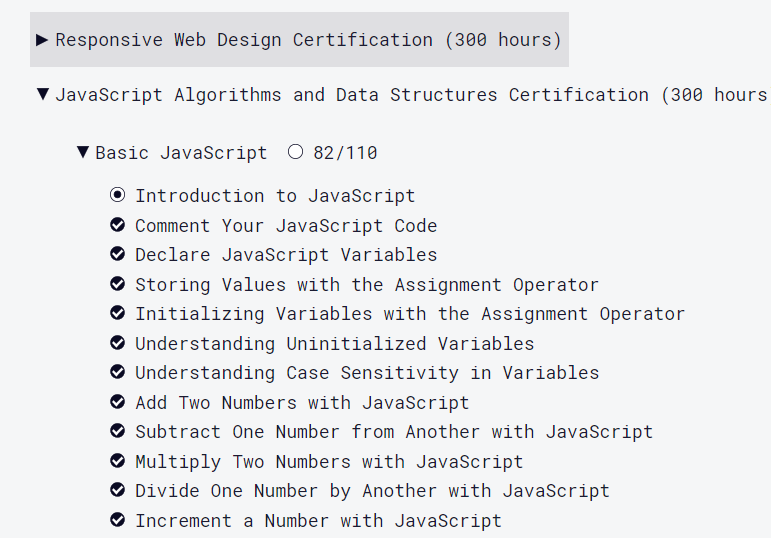 Responsive Web Design Certification (300 hours)
JavaScript Algorithms and Data Structures Certification (300 hours
Basic JavaScript 82/110
Introduction to JavaScript
Comment Your JavaScript Code
Declare JavaScript Variables
Storing Values with the Assignment Operator
Initializing Variables with the Assignment Operator
Understanding Uninitialized Variables
Understanding Case Sensitivity in Variables
Add Two Numbers with JavaScript
Subtract One Number from Another with JavaScript
Multiply Two Numbers with JavaScript
Divide One Number by Another with JavaScript
Increment a Number with JavaScript